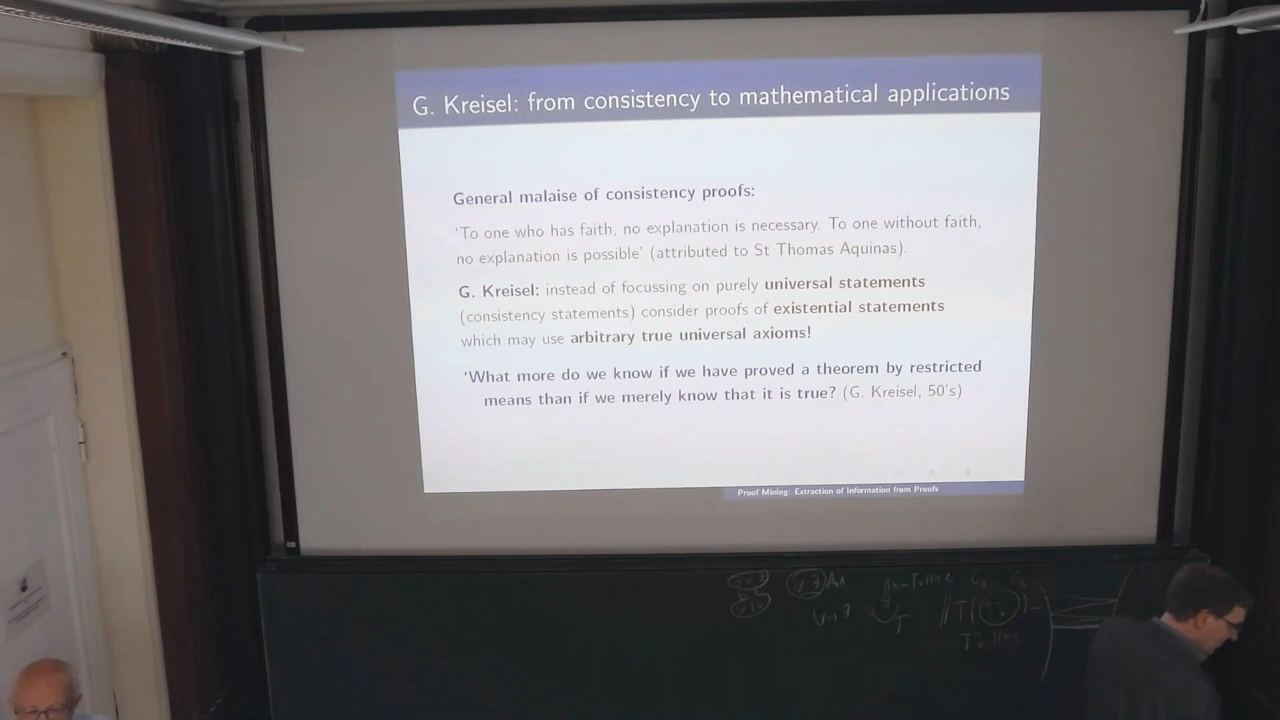 G. Kreisel: from consistency to mathematical applications
General malaise of consistency proofs:
‘To one who has faith, no explanation is necessary. To one without faith,
no explanation is possible’ (attributed to St Thomas Aquinas).
G. Kreisel: instead of focussing on purely universal statements
(consistency statements) consider proofs of existential statements
which may use arbitrary true universal axioms!
‘What more do we know if we have proved a theorem by restricted
means than if we merely know that it is true? (G. Kreisel, 50’s)
Proof Mining: Extraction of Information from Proofs